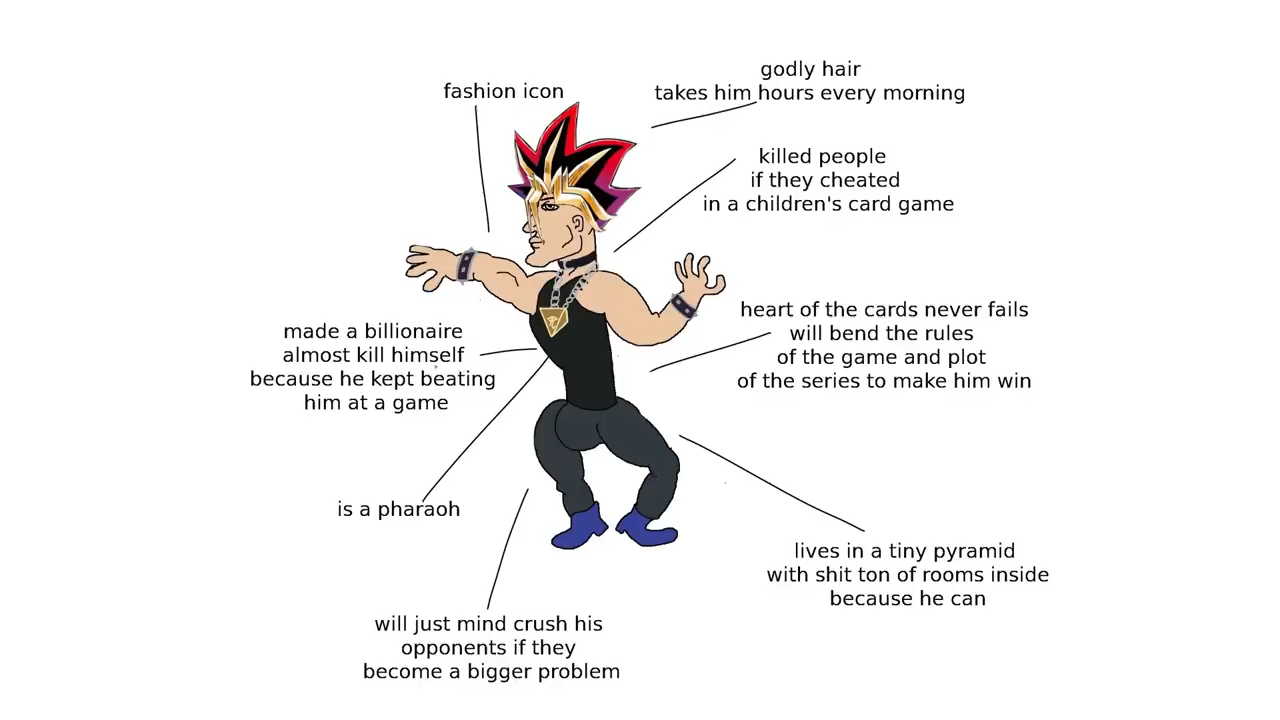 fashion icon
godly hair
takes him hours every morning
killed people
if they cheated
in a children's card game
heart of the cards never fails
will bend the rules
of the game and plot
of the series to make him win
made a billionaire
almost kill himself
because he kept beating
him at a game
is a pharaoh
lives in a tiny pyramid
with shit ton of rooms inside
because he can
will just mind crush his
opponents if they
become a bigger problem